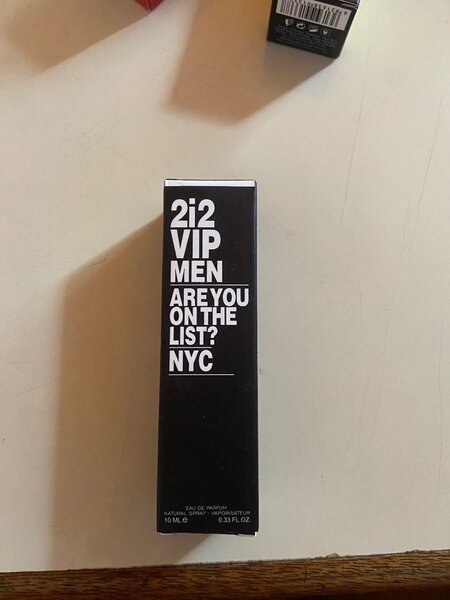 2i2
VIP
MEN
ARE YOU
ON THE
LIST?
NYC
EAU DE PARFUM
NATURAL SPRAY - VAPORISATEUR
10 ML ℮ 0.33 FL OZ.